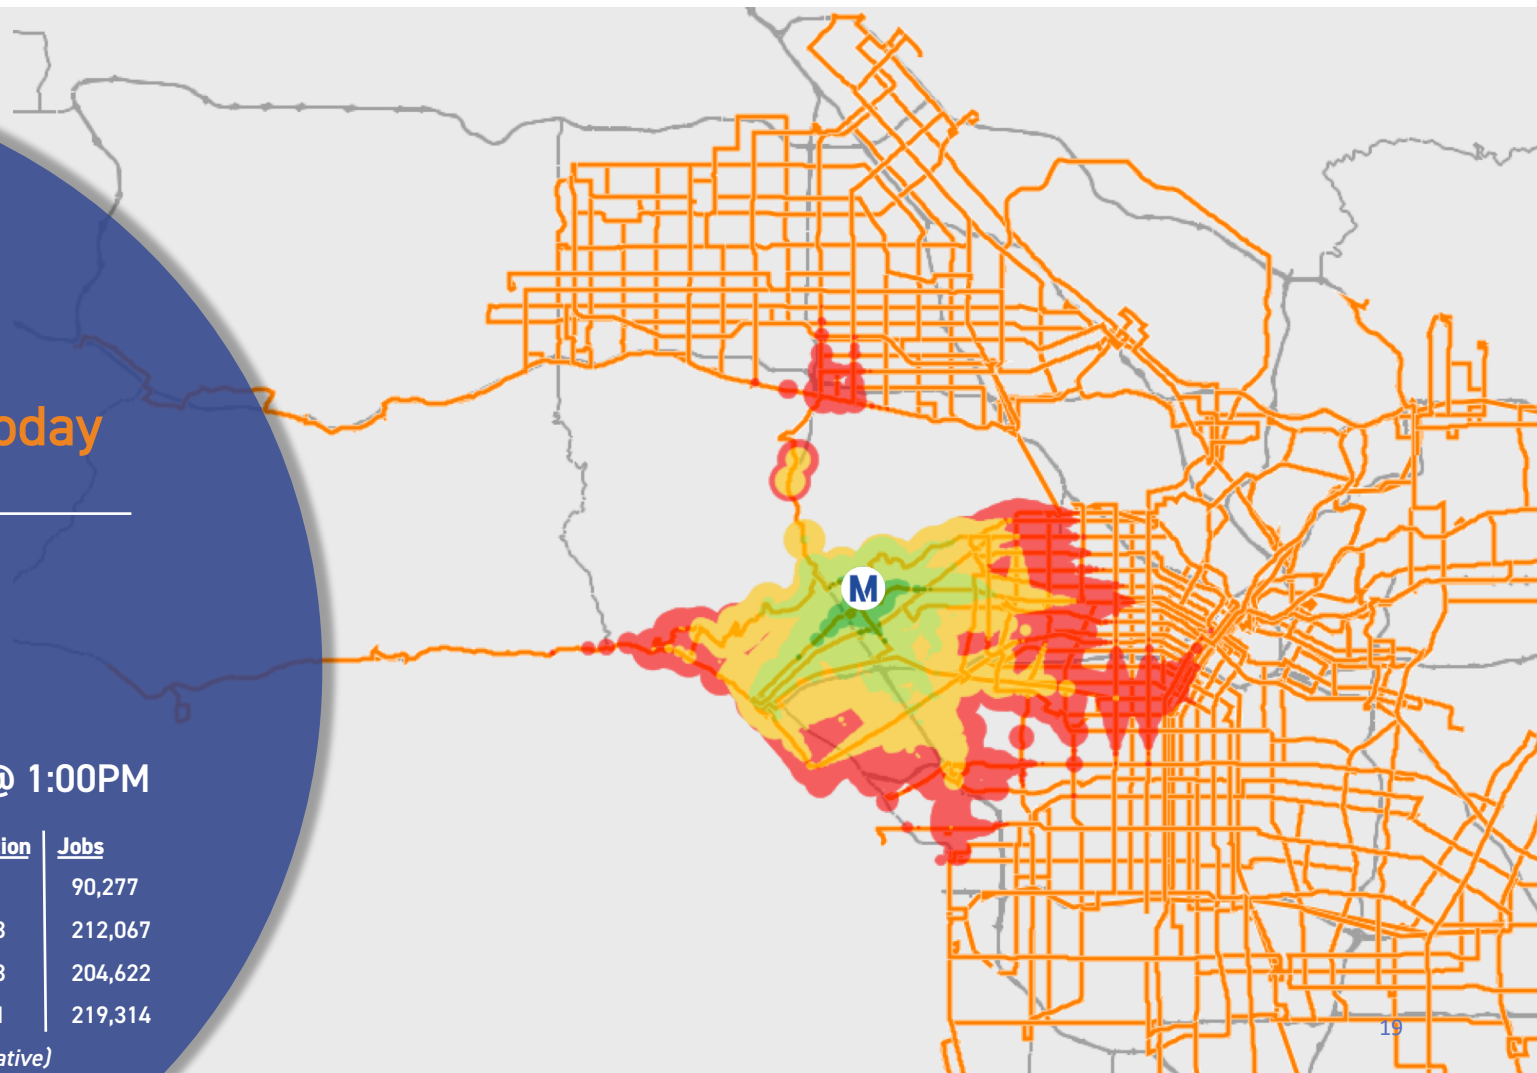 oday
@ 1:00PM
ion Jobs
90,277
3 212,067
3 204,622
1 219,314
ative)
M
19